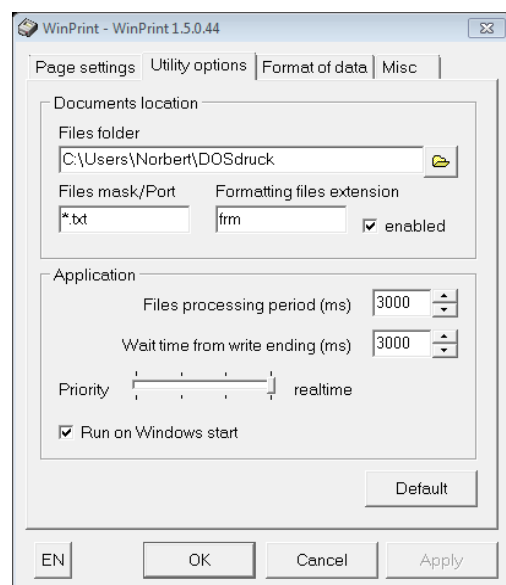 WinPrint - WinPrint 1.5.0.44
Page settings Utility options Format of data Misc
Documents location
Files folder
C:\Users\Norbert\DOSdruck
Files mask/Port Formatting files extension
*.txt frm enabled
Application
Files processing period (ms) 3000
Wait time from write ending (ms) 3000
Priority realtime
Run on Windows start
Default
EN OK Cancel Apply